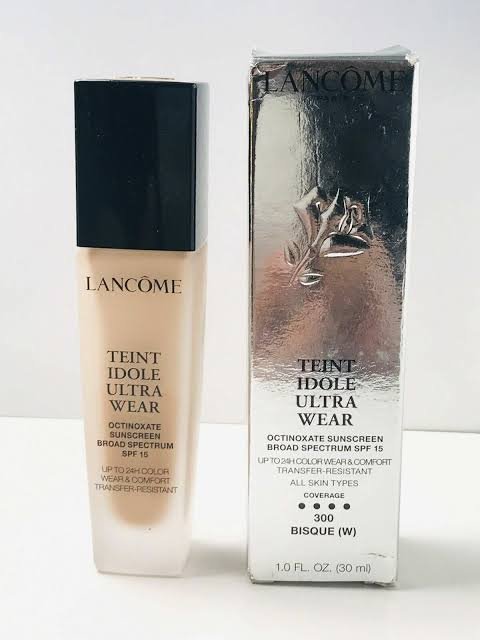 LANCÔME
TEINT
IDOLE
ULTRA
WEAR
OCTINOXATE
SUNSCREEN
BROAD SPECTRUM
SPF 15
UP TO 24H COLOR
WEAR & COMFORT
TRANSFER-RESISTANT
LANCÔME
PARIS
TEINT
IDOLE
ULTRA
WEAR
OCTINOXATE SUNSCREEN
BROAD SPECTRUM SPF 15
UP TO 24H COLOR WEAR & COMFORT
TRANSFER-RESISTANT
ALL SKIN TYPES
COVERAGE
300
BISQUE (W)
1.0 FL. OZ. (30 ml)